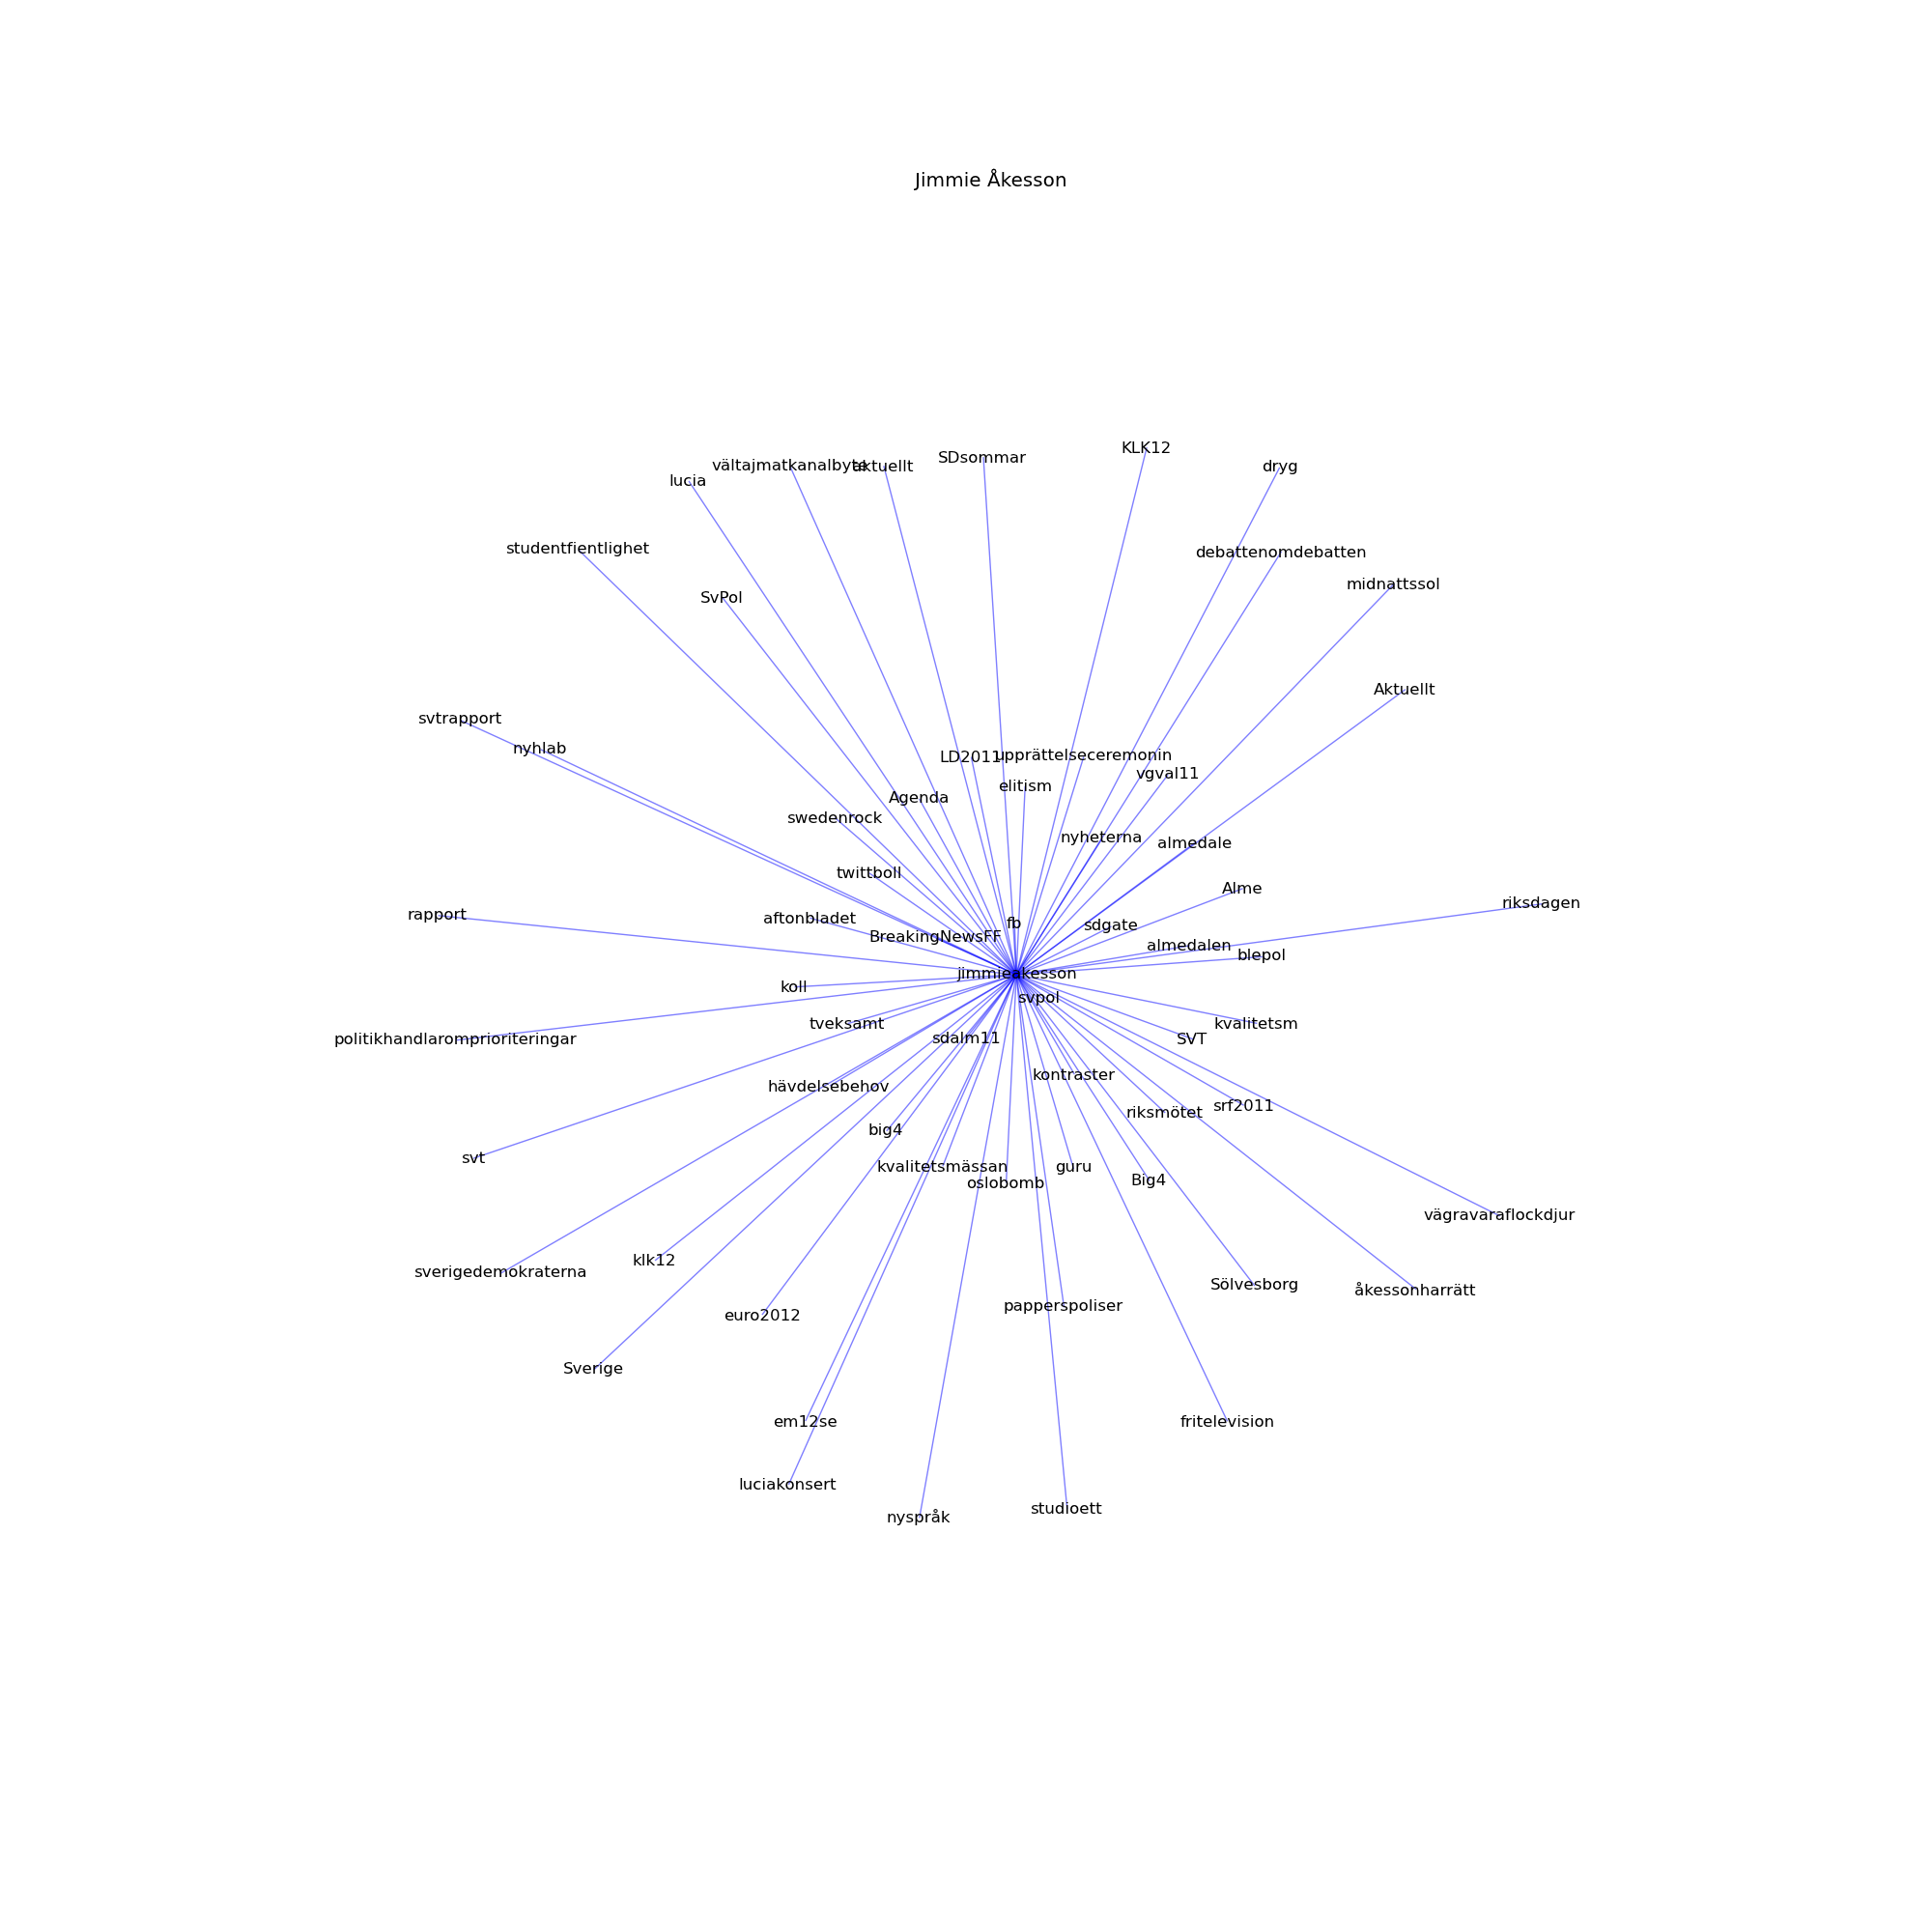 Jimmie Åkesson
KLK12
SDsommar
vältajmatkanalbyte
aktuellt
dryg
lucia
studentfientlighet
debattenomdebatten
midnattssol
SvPol
Aktuellt
svtrapport
nyhlab
LD2011
upprättelseceremonin
vgval11
elitism
Agenda
swedenrock
nyheterna
almedale
twittboll
Alme
riksdagen
rapport
aftonbladet
fb
sdgate
BreakingNewsFF
almedalen
blepol
jimmieakesson
koll
svpol
tveksamt
kvalitetsm
politikhandlaromprioriteringar
sdalm11
SVT
kontraster
hävdelsebehov
srf2011
riksmötet
big4
svt
kvalitetsmässan
guru
oslobomb
Big4
vägravaraflockdjur
klk12
sverigedemokraterna
Sölvesborg
åkessonharrätt
papperspoliser
euro2012
Sverige
em12se
fritelevision
luciakonsert
studioett
nyspråk